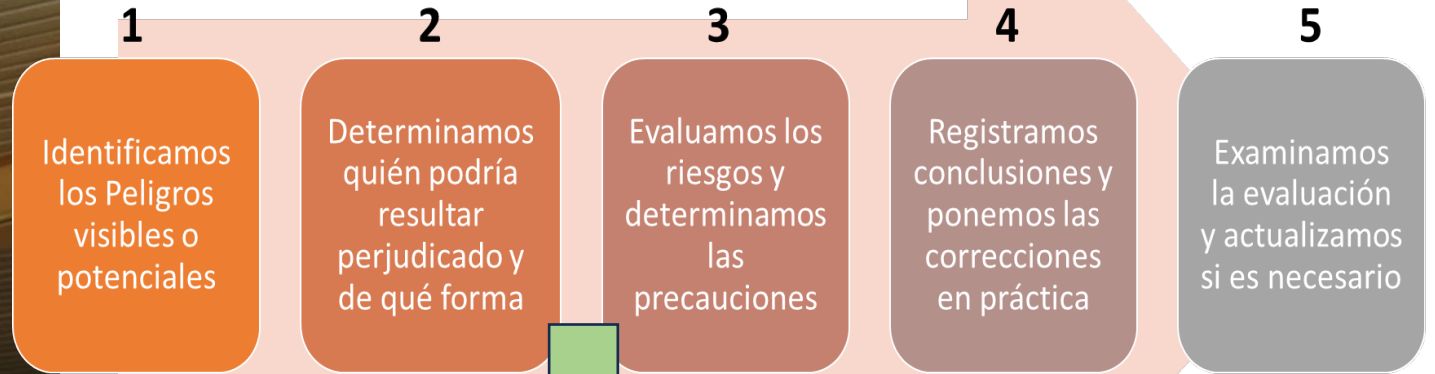 1
Identificamos
los Peligros
visibles o
potenciales
2
Determinamos
quién podría
resultar
perjudicado y
de qué forma
3
Evaluamos los
riesgos y
determinamos
las
precauciones
4
Registramos
conclusiones y
ponemos las
correcciones
en práctica
5
Examinamos
la evaluación
y actualizamos
si es necesario